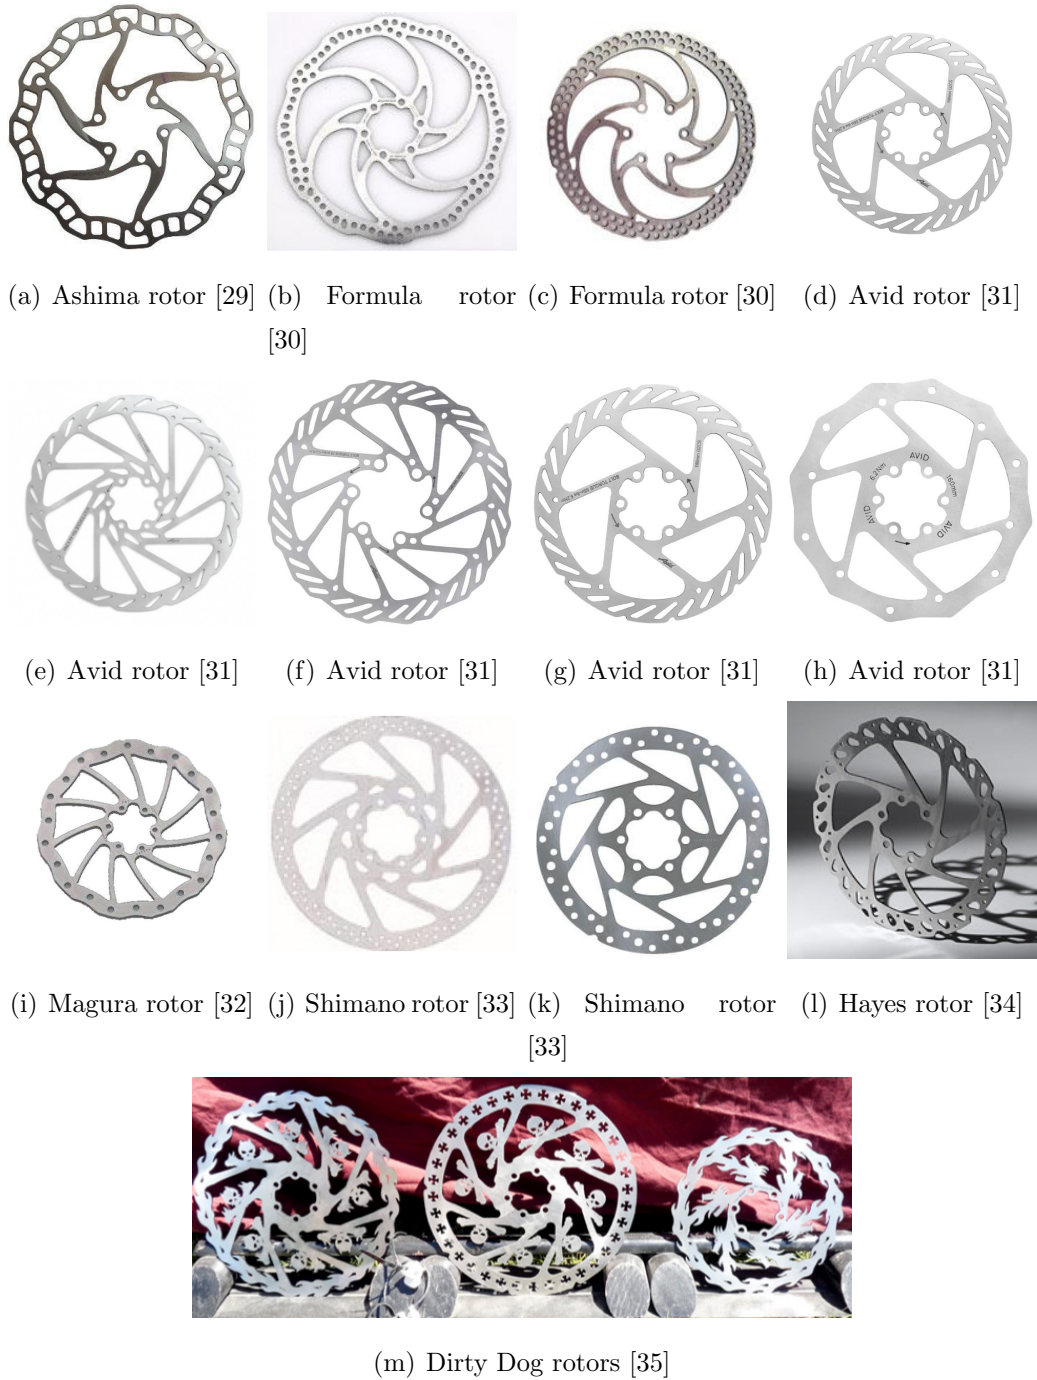 (a) Ashima rotor [29] (b) Formula rotor [30] (c) Formula rotor [30] (d) Avid rotor [31]
(e) Avid rotor [31] (f) Avid rotor [31] (g) Avid rotor [31] (h) Avid rotor [31]
AVID
6.2Nm
160mm
AVID
AVID
(i) Magura rotor [32] (j) Shimano rotor [33] (k) Shimano rotor [33] (l) Hayes rotor [34]
(m) Dirty Dog rotors [35]